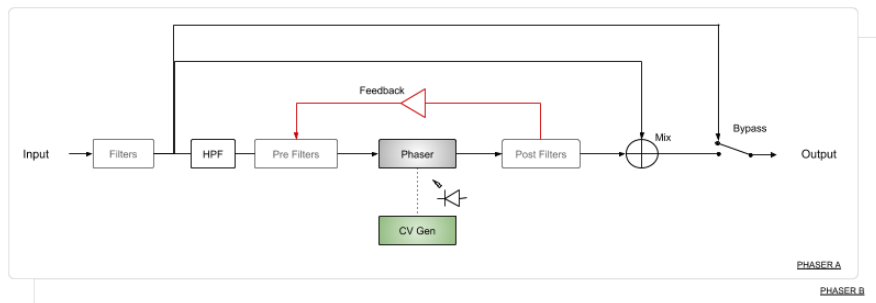 Feedback
Mix
Bypass
Input
Filters
HPF
Pre Filters
Phaser
Post Filters
Output
CV Gen
PHASER A
PHASER B